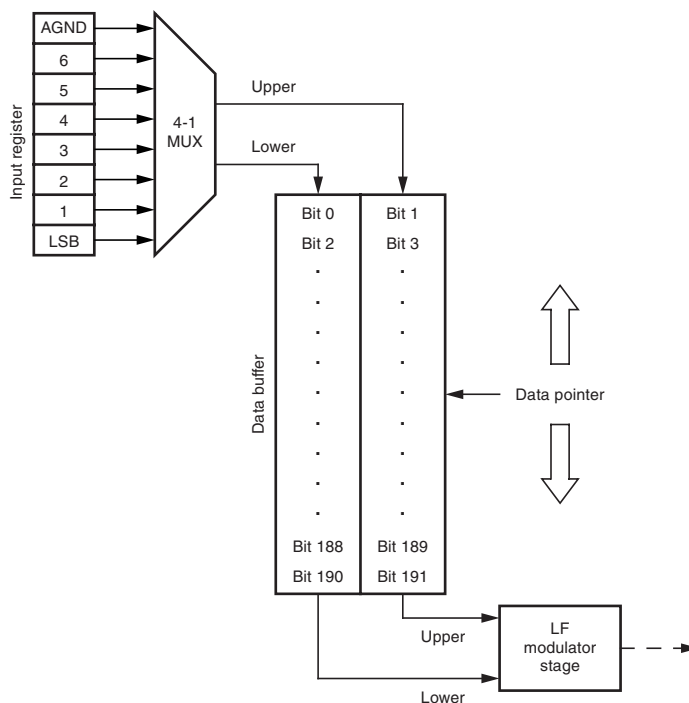 AGND
6
5
4
3
2
1
LSB
Input register
4-1
MUX
Upper
Lower
Bit 0
Bit 1
Bit 2
Bit 3
Data buffer
Data pointer
Bit 188
Bit 189
Bit 190
Bit 191
Upper
Lower
LF
modulator
stage